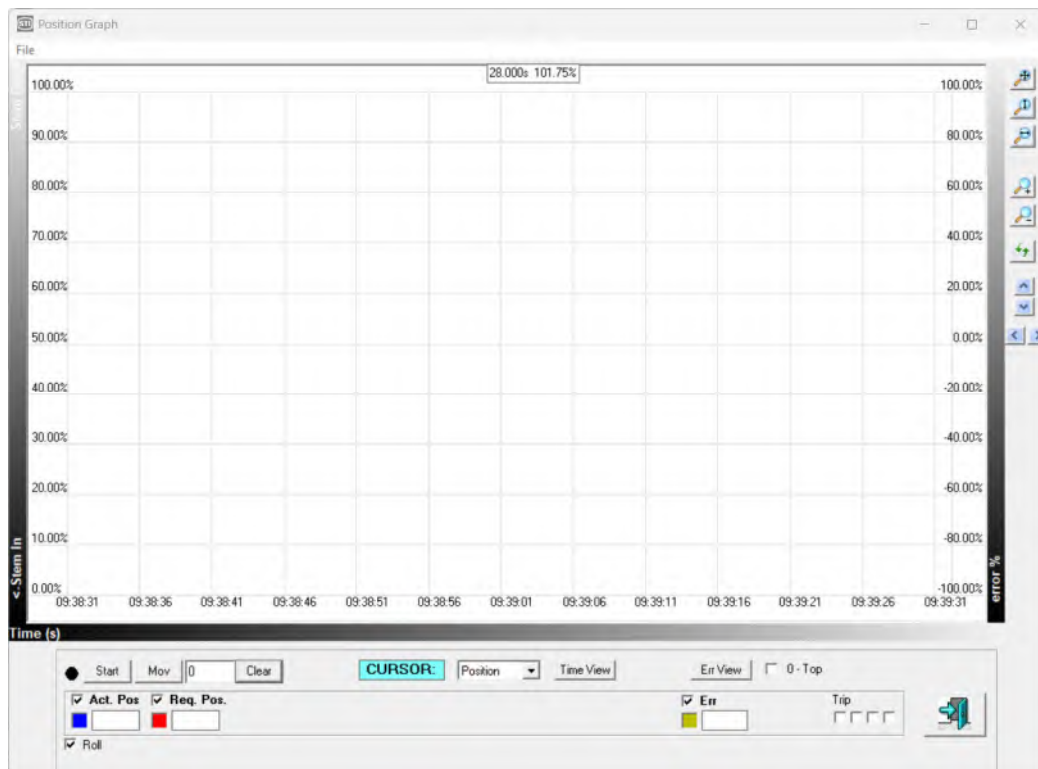 Position Graph
File
28.000s 101.75%
100.00% 100.00%
90.00% 80.00%
80.00% 60.00%
70.00% 40.00%
60.00% 20.00%
50.00% 0.00%
40.00% -20.00%
30.00% -40.00%
20.00% -60.00%
10.00% -80.00%
0.00% -100.00%
<-Stem In
error %
09:38:31 09:38:36 09:38:41 09:38:46 09:38:51 09:38:56 09:39:01 09:39:06 09:39:11 09:39:16 09:39:21 09:39:26 09:39:31
Time (s)
Start Mov 0 Clear CURSOR: Position Time View Err View 0 - Top
Act. Pos Req. Pos. Err Trip
Roll